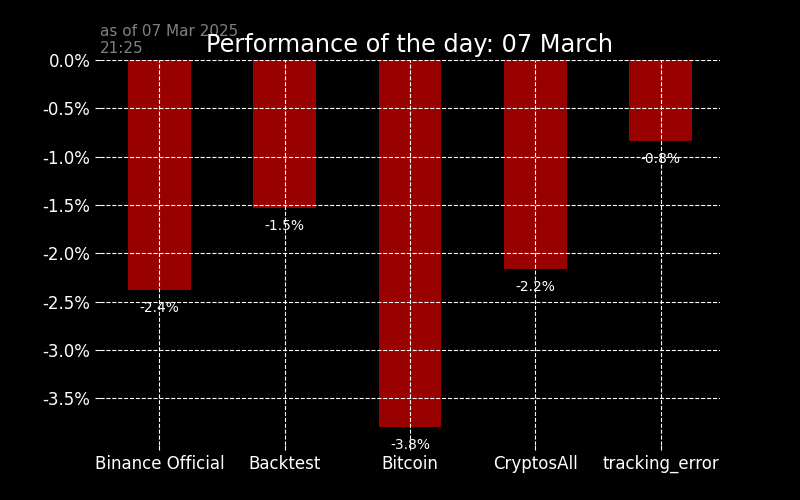 as of 07 Mar 2025
21:25
Performance of the day: 07 March
0.0%
-0.5%
-1.0%
-1.5%
-2.0%
-2.5%
-3.0%
-3.5%
-2.4%
-1.5%
-3.8%
-2.2%
-0.8%
Binance Official
Backtest
Bitcoin
CryptosAll
tracking_error